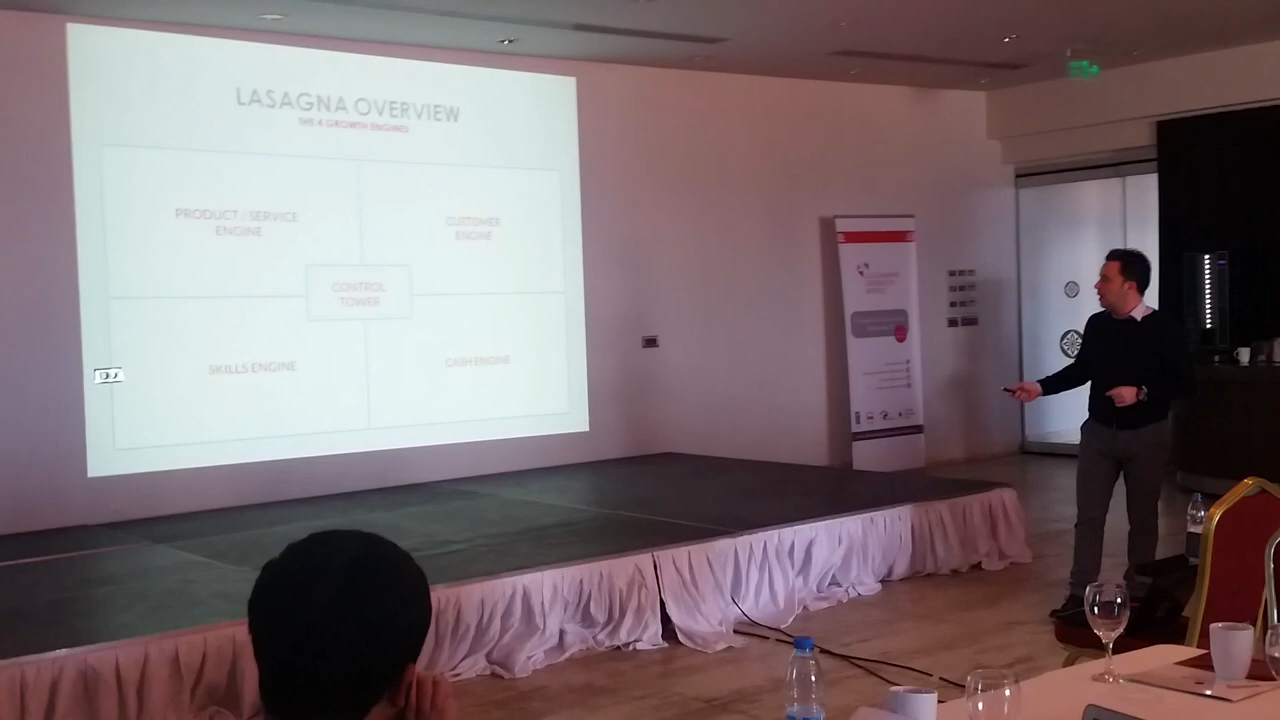 LASAGNA OVERVIEW
THE 4 GROWTH ENGINES
PRODUCT / SERVICE
ENGINE
CUSTOMER
ENGINE
CONTROL
TOWER
SKILLS ENGINE
CASH ENGINE